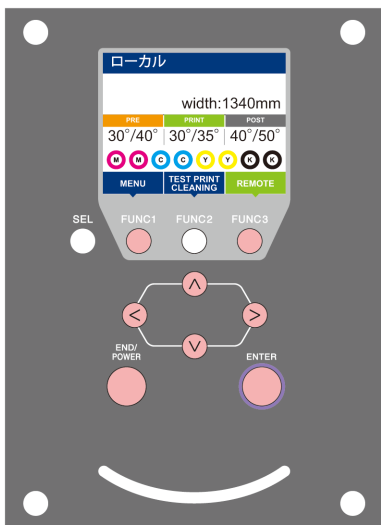 ローカル
width:1340mm
PRE PRINT POST
30°/40° 30°/35° 40°/50°
M M C C Y Y K K
MENU TEST PRINT CLEANING REMOTE
SEL FUNC1 FUNC2 FUNC3
END/
POWER
ENTER